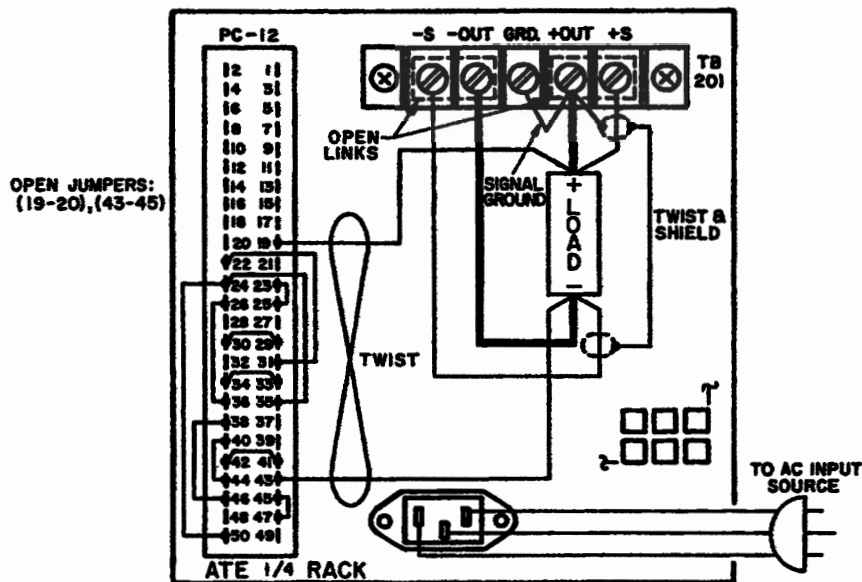 PC-12
-S -OUT GRD. +OUT +S
TB
201
2 1
4 3
6 5
8 7
10 9
12 11
14 13
16 15
18 17
20 19
22 21
24 23
26 25
28 27
30 29
32 31
34 33
36 35
38 37
40 39
42 41
44 43
46 45
48 47
50 49
OPEN JUMPERS:
(19-20),(43-45)
OPEN
LINKS
SIGNAL
GROUND
+
LOAD
-
TWIST &
SHIELD
TWIST
TO AC INPUT
SOURCE
ATE 1/4 RACK